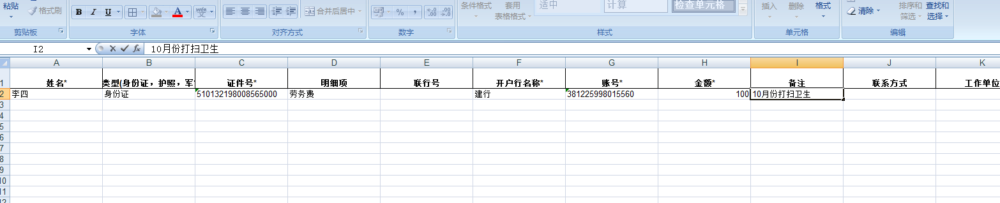 粘贴
格式刷
B I U A 文 wén
合并后居中
% ,
条件格式
套用
表格格式
适中
计算
检查单元格
插入
删除
格式
清除
排序和
筛选
查找和
选择
剪贴板
字体
对齐方式
数字
样式
单元格
编辑
I2
fx
10月份打扫卫生
A B C D E F G H I J K
1 姓名* 类型(身份证，护照，军 证件号* 明细项 联行号 开户行名称* 账号* 金额* 备注 联系方式 工作单位
2 李四 身份证 510132198008565000 劳务费 建行 381225998015560 100 10月份打扫卫生
3
4
5
6
7
8
9
10
11
12